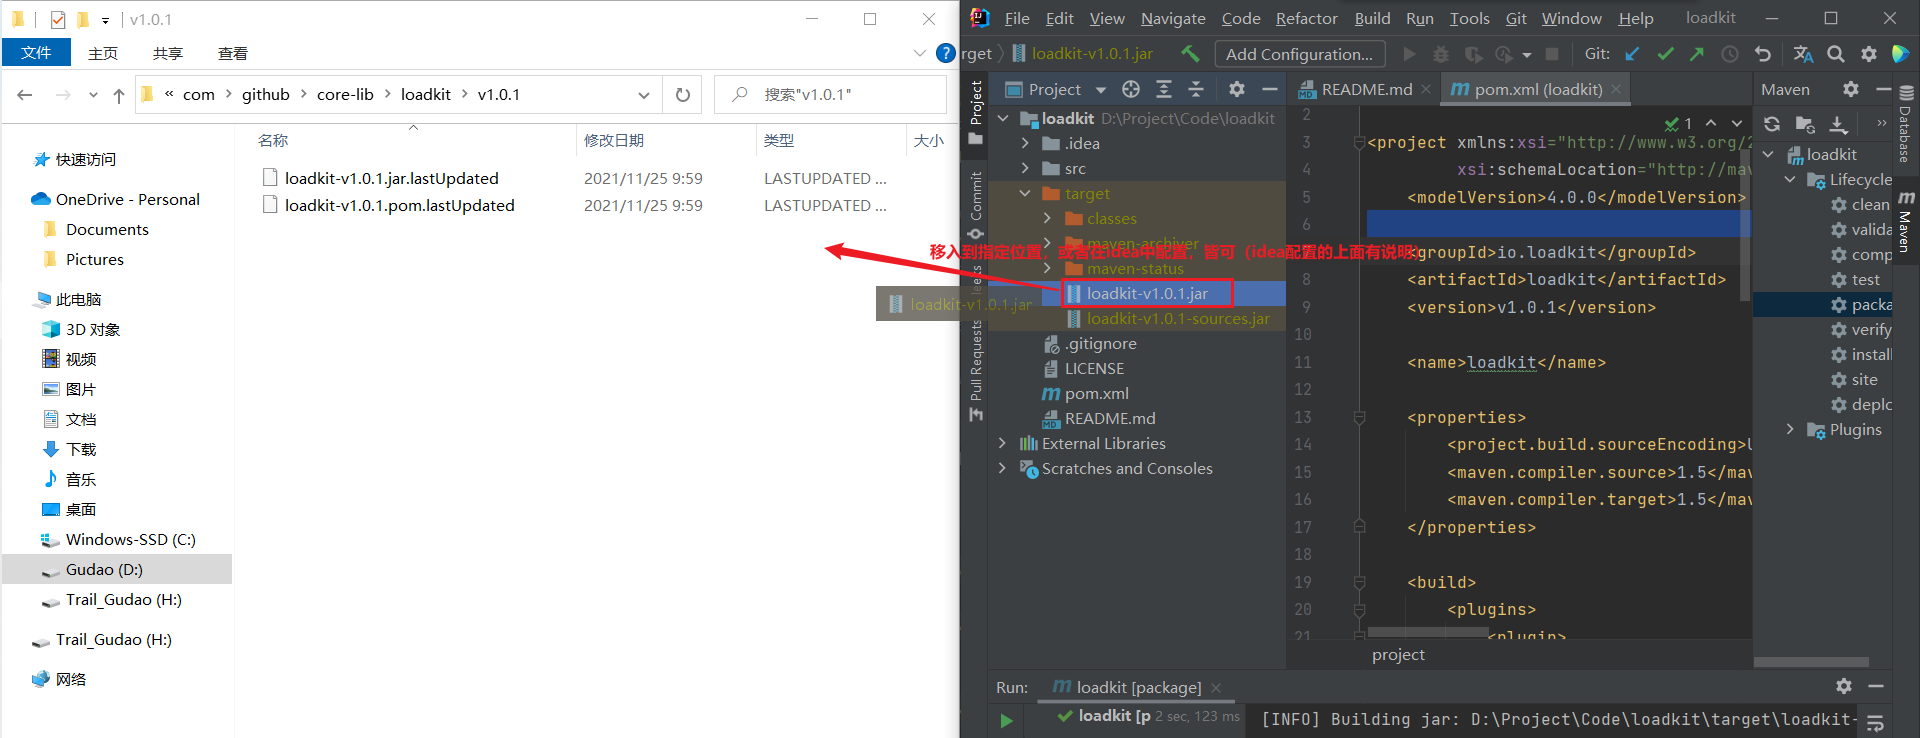 v1.0.1
文件 主页 共享 查看
« com › github › core-lib › loadkit › v1.0.1
搜索"v1.0.1"
名称 修改日期 类型 大小
loadkit-v1.0.1.jar.lastUpdated 2021/11/25 9:59 LASTUPDATED ...
loadkit-v1.0.1.pom.lastUpdated 2021/11/25 9:59 LASTUPDATED ...
快速访问
OneDrive - Personal
Documents
Pictures
此电脑
3D 对象
视频
图片
文档
下载
音乐
桌面
Windows-SSD (C:)
Gudao (D:)
Trail_Gudao (H:)
Trail_Gudao (H:)
网络
File Edit View Navigate Code Refactor Build Run Tools Git Window Help loadkit
rget › loadkit-v1.0.1.jar
Add Configuration...
Git:
Project
Commit
Pull Requests
Project
loadkit D:\Project\Code\loadkit
.idea
src
target
classes
maven-archiver
maven-status
loadkit-v1.0.1.jar
loadkit-v1.0.1-sources.jar
.gitignore
LICENSE
pom.xml
README.md
External Libraries
Scratches and Consoles
移入到指定位置，或者在idea中配置，皆可（idea配置的上面有说明）
loadkit-v1.0.1.jar
README.md
pom.xml (loadkit)
1
2
3 <project xmlns:xsi="http://www.w3.org/2
4 xsi:schemaLocation="http://mav
5 <modelVersion>4.0.0</modelVersion>
6
groupId>io.loadkit</groupId>
8 <artifactId>loadkit</artifactId>
9 <version>v1.0.1</version>
10
11 <name>loadkit</name>
12
13 <properties>
14 <project.build.sourceEncoding>U
15 <maven.compiler.source>1.5</mav
16 <maven.compiler.target>1.5</mav
17 </properties>
18
19 <build>
20 <plugins>
21 <plugin>
project
Maven
loadkit
Lifecycle
clean
valida
comp
test
packa
verify
install
site
deplo
Plugins
Database
Maven
Run: loadkit [package]
loadkit [p 2 sec, 123 ms
[INFO] Building jar: D:\Project\Code\loadkit\target\loadkit-